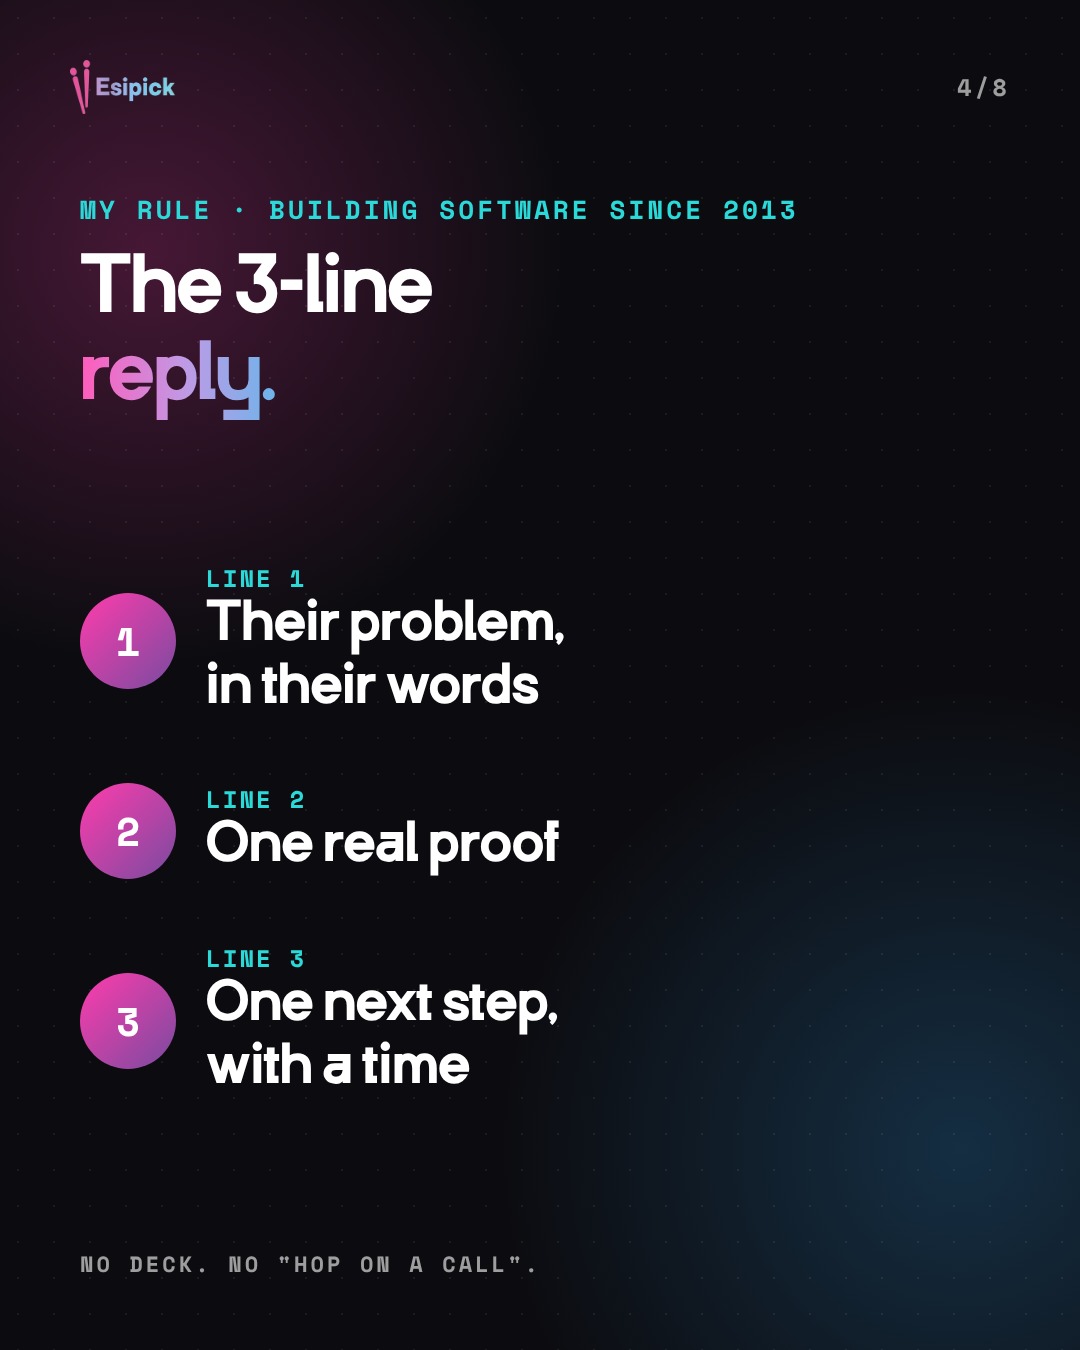 Esipick
4/8
MY RULE · BUILDING SOFTWARE SINCE 2013
The 3-line
reply.
LINE 1
1
Their problem,
in their words
LINE 2
2
One real proof
LINE 3
3
One next step,
with a time
NO DECK. NO "HOP ON A CALL".